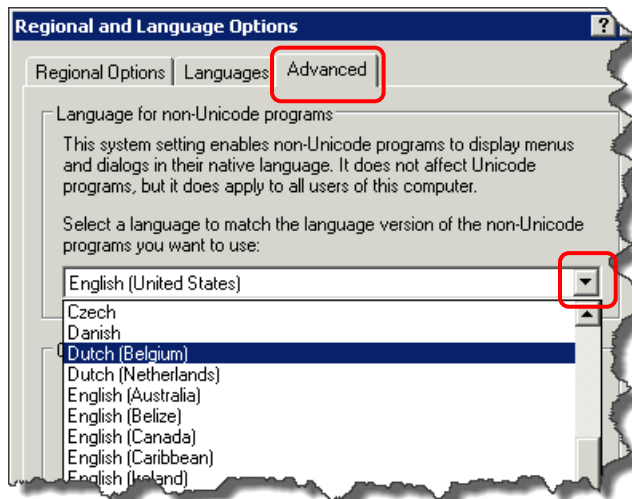 Regional and Language Options
?
Regional Options Languages Advanced
Language for non-Unicode programs
This system setting enables non-Unicode programs to display menus
and dialogs in their native language. It does not affect Unicode
programs, but it does apply to all users of this computer.
Select a language to match the language version of the non-Unicode
programs you want to use:
English (United States)
Czech
Danish
Dutch (Belgium)
Dutch (Netherlands)
English (Australia)
English (Belize)
English (Canada)
English (Caribbean)
English (Ireland)